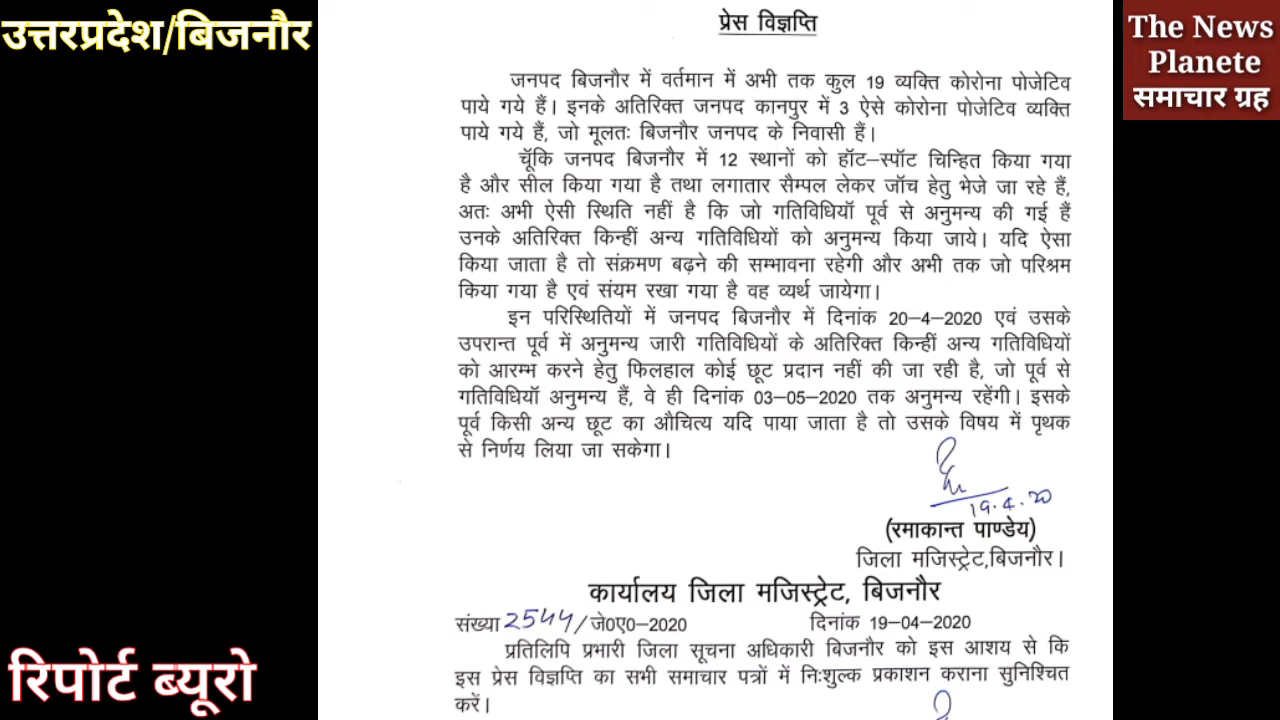 उत्तरप्रदेश/बिजनौर
The News
Planete
समाचार ग्रह
प्रेस विज्ञप्ति
जनपद बिजनौर में वर्तमान में अभी तक कुल 19 व्यक्ति कोरोना पोजेटिव
पाये गये हैं। इनके अतिरिक्त जनपद कानपुर में 3 ऐसे कोरोना पोजेटिव व्यक्ति
पाये गये हैं, जो मूलतः बिजनौर जनपद के निवासी हैं।
चूॅकि जनपद बिजनौर में 12 स्थानों को हॉट–स्पॉट चिन्हित किया गया
है और सील किया गया है तथा लगातार सैम्पल लेकर जॉच हेतु भेजे जा रहे हैं,
अतः अभी ऐसी स्थिति नहीं है कि जो गतिविधियॉ पूर्व से अनुमन्य की गई हैं
उनके अतिरिक्त किन्हीं अन्य गतिविधियों को अनुमन्य किया जाये। यदि ऐसा
किया जाता है तो संक्रमण बढ़ने की सम्भावना रहेगी और अभी तक जो परिश्रम
किया गया है एवं संयम रखा गया है वह व्यर्थ जायेगा।
इन परिस्थितियों में जनपद बिजनौर में दिनांक 20–4–2020 एवं उसके
उपरान्त पूर्व में अनुमन्य जारी गतिविधियों के अतिरिक्त किन्हीं अन्य गतिविधियों
को आरम्भ करने हेतु फिलहाल कोई छूट प्रदान नहीं की जा रही है, जो पूर्व से
गतिविधियॉ अनुमन्य हैं, वे ही दिनांक 03–05–2020 तक अनुमन्य रहेंगी। इसके
पूर्व किसी अन्य छूट का औचित्य यदि पाया जाता है तो उसके विषय में पृथक
से निर्णय लिया जा सकेगा।
19.4.20
(रमाकान्त पाण्डेय)
जिला मजिस्ट्रेट,बिजनौर।
कार्यालय जिला मजिस्ट्रेट, बिजनौर
संख्या 2544/जे0ए0–2020 दिनांक 19–04–2020
प्रतिलिपि प्रभारी जिला सूचना अधिकारी बिजनौर को इस आशय से कि
इस प्रेस विज्ञप्ति का सभी समाचार पत्रों में निःशुल्क प्रकाशन कराना सुनिश्चित
करें।
रिपोर्ट ब्यूरो